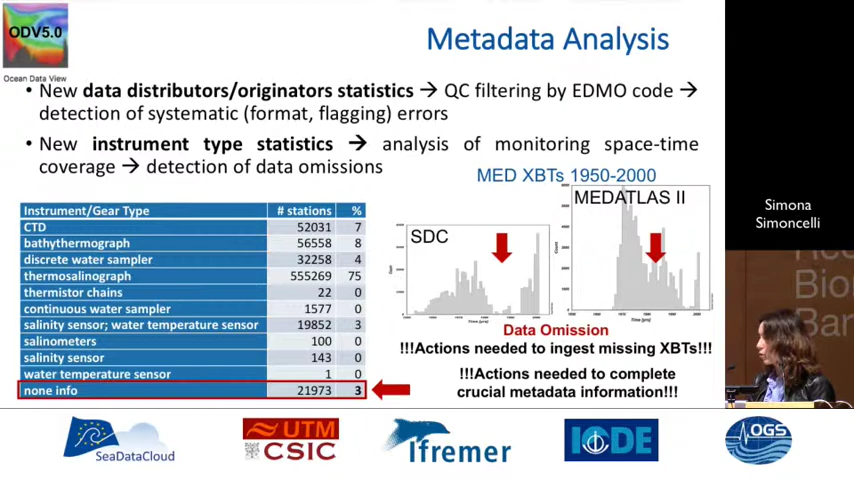 ODV5.0
Ocean Data View
Metadata Analysis
• New data distributors/originators statistics → QC filtering by EDMO code →
detection of systematic (format, flagging) errors
• New instrument type statistics → analysis of monitoring space-time
coverage → detection of data omissions
MED XBTs 1950-2000
Instrument/Gear Type # stations %
CTD 52031 7
bathythermograph 56558 8
discrete water sampler 32258 4
thermosalinograph 555269 75
thermistor chains 22 0
continuous water sampler 1577 0
salinity sensor; water temperature sensor 19852 3
salinometers 100 0
salinity sensor 143 0
water temperature sensor 1 0
none info 21973 3
SDC
MEDATLAS II
Data Omission
!!!Actions needed to ingest missing XBTs!!!
!!!Actions needed to complete
crucial metadata information!!!
Simona
Simoncelli
Bio
Ban
SeaDataCloud
UTM
CSIC
Ifremer
IODE
OGS